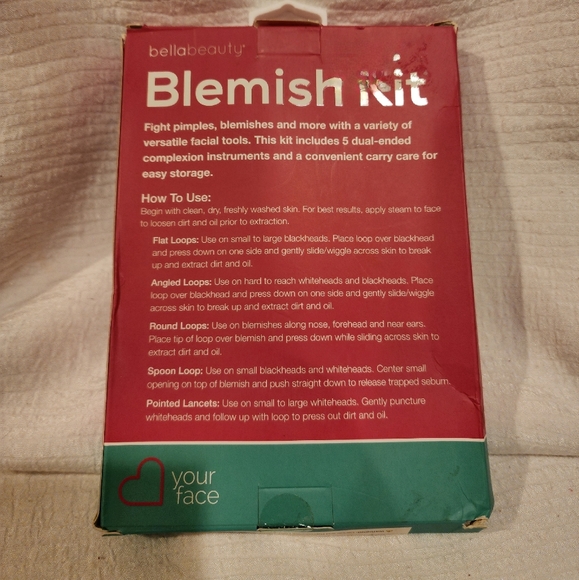 bellabeauty
Blemish Kit
Fight pimples, blemishes and more with a variety of
versatile facial tools. This kit includes 5 dual-ended
complexion instruments and a convenient carry care for
easy storage.
How To Use:
Begin with clean, dry, freshly washed skin. For best results, apply steam to face
to loosen dirt and oil prior to extraction.
Flat Loops: Use on small to large blackheads. Place loop over blackhead
and press down on one side and gently slide/wiggle across skin to break
up and extract dirt and oil.
Angled Loops: Use on hard to reach whiteheads and blackheads. Place
loop over blackhead and press down on one side and gently slide/wiggle
across skin to break up and extract dirt and oil.
Round Loops: Use on blemishes along nose, forehead and near ears.
Place tip of loop over blemish and press down while sliding across skin to
extract dirt and oil.
Spoon Loop: Use on small blackheads and whiteheads. Center small
opening on top of blemish and push straight down to release trapped sebum.
Pointed Lancets: Use on small to large whiteheads. Gently puncture
whiteheads and follow up with loop to press out dirt and oil.
your
face